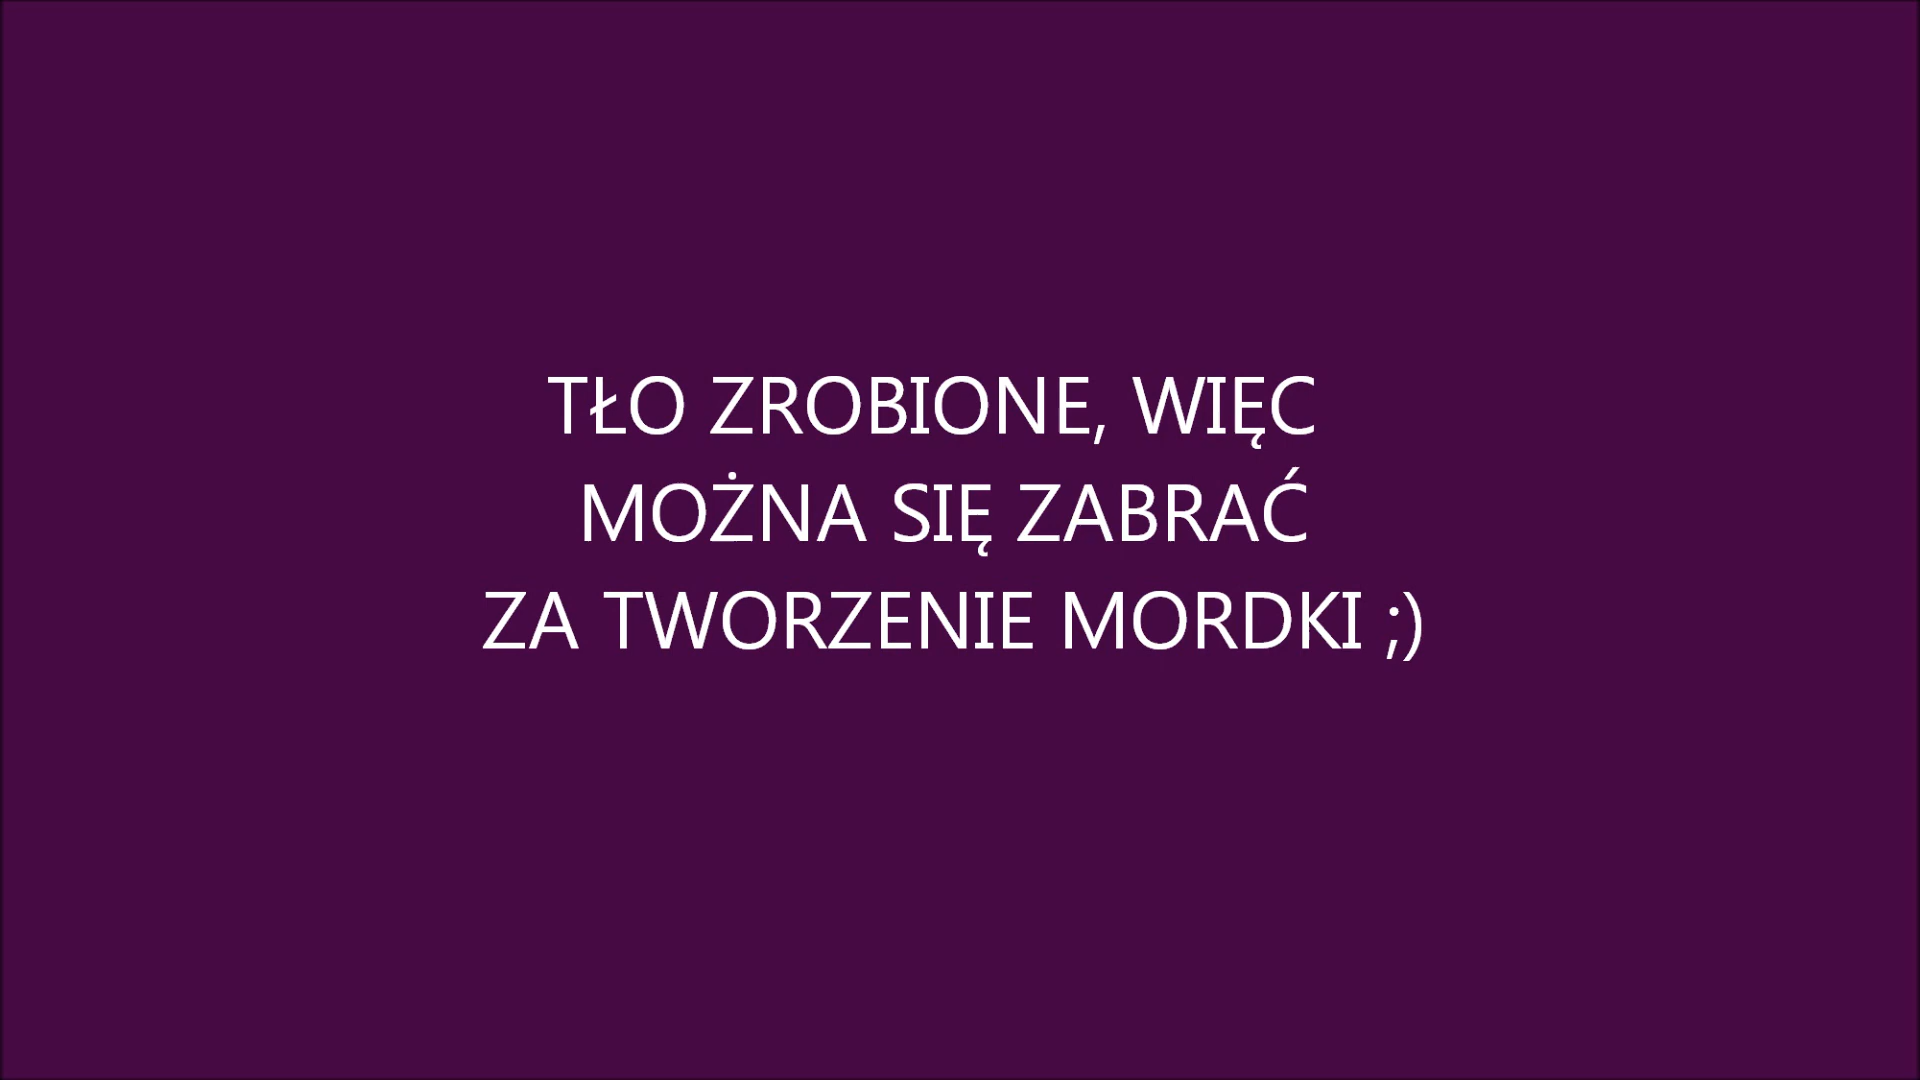 TŁO ZROBIONE, WIĘC
MOŻNA SIĘ ZABRAĆ
ZA TWORZENIE MORDKI ;)